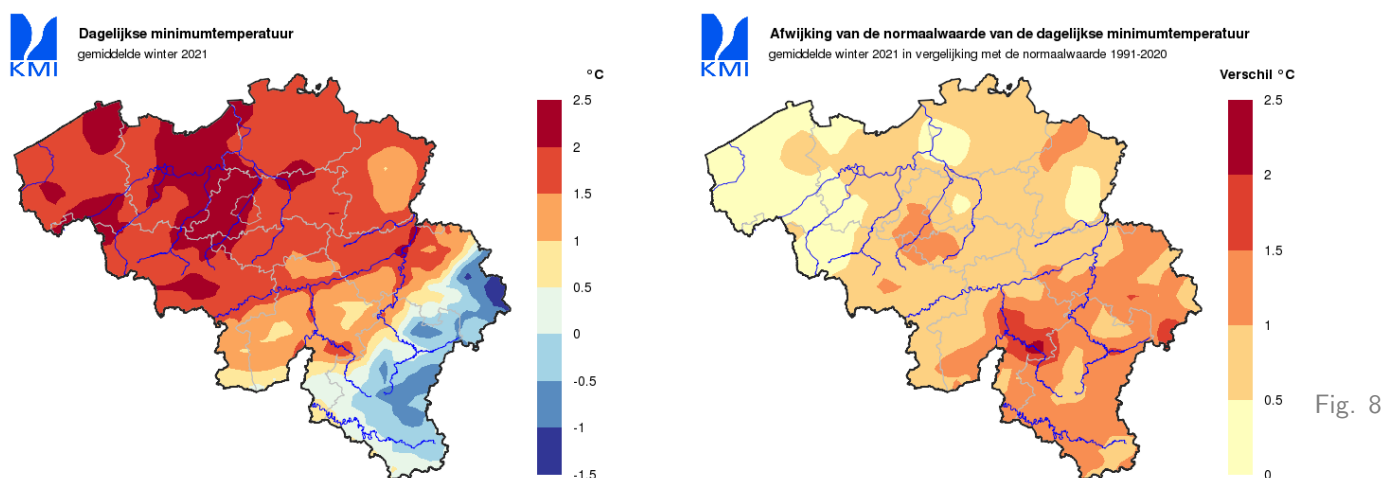 KMI
Dagelijkse minimumtemperatuur
gemiddelde winter 2021
°C
2.5
2
1.5
1
0.5
0
-0.5
-1
-1.5
KMI
Afwijking van de normaalwaarde van de dagelijkse minimumtemperatuur
gemiddelde winter 2021 in vergelijking met de normaalwaarde 1991-2020
Verschil °C
2.5
2
1.5
1
0.5
0
Fig. 8